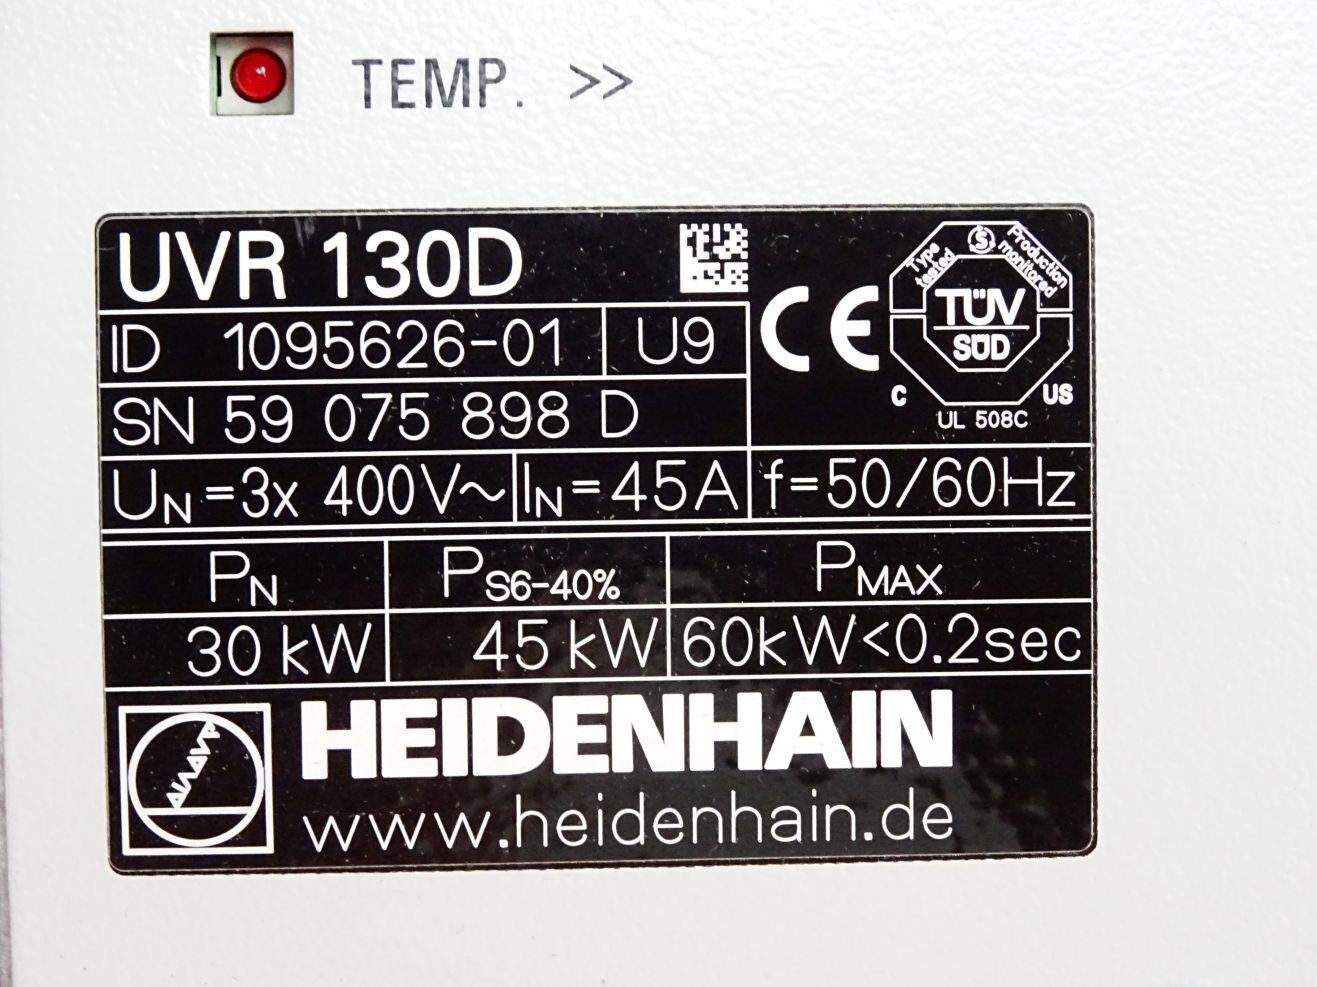 TEMP. >>
UVR 130D
ID 1095626-01 U9
SN 59 075 898 D
CE
Type tested
Production monitored
TÜV
SÜD
C US
UL 508C
UN=3x 400V~ IN=45A f=50/60Hz
PN PS6-40% PMAX
30 kW 45 kW 60kW<0.2sec
HEIDENHAIN
www.heidenhain.de